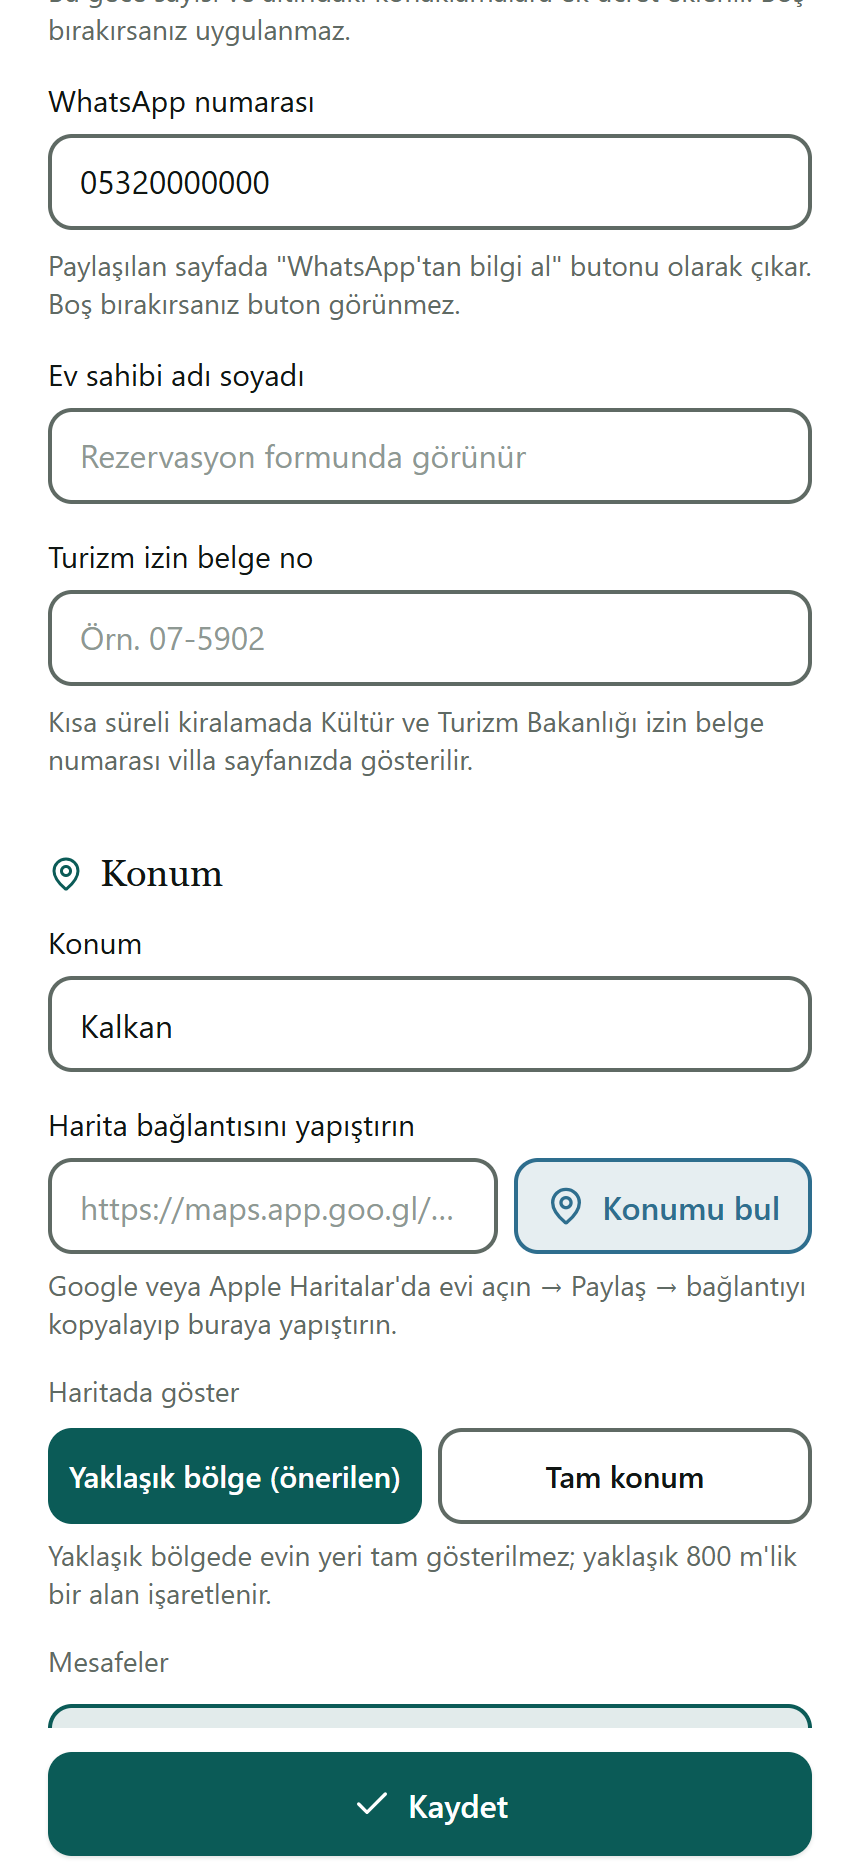 bırakırsanız uygulanmaz.
WhatsApp numarası
05320000000
Paylaşılan sayfada "WhatsApp'tan bilgi al" butonu olarak çıkar.
Boş bırakırsanız buton görünmez.
Ev sahibi adı soyadı
Rezervasyon formunda görünür
Turizm izin belge no
Örn. 07-5902
Kısa süreli kiralamada Kültür ve Turizm Bakanlığı izin belge
numarası villa sayfanızda gösterilir.
Konum
Konum
Kalkan
Harita bağlantısını yapıştırın
https://maps.app.goo.gl/...
Konumu bul
Google veya Apple Haritalar'da evi açın → Paylaş → bağlantıyı
kopyalayıp buraya yapıştırın.
Haritada göster
Yaklaşık bölge (önerilen)
Tam konum
Yaklaşık bölgede evin yeri tam gösterilmez; yaklaşık 800 m'lik
bir alan işaretlenir.
Mesafeler
Kaydet